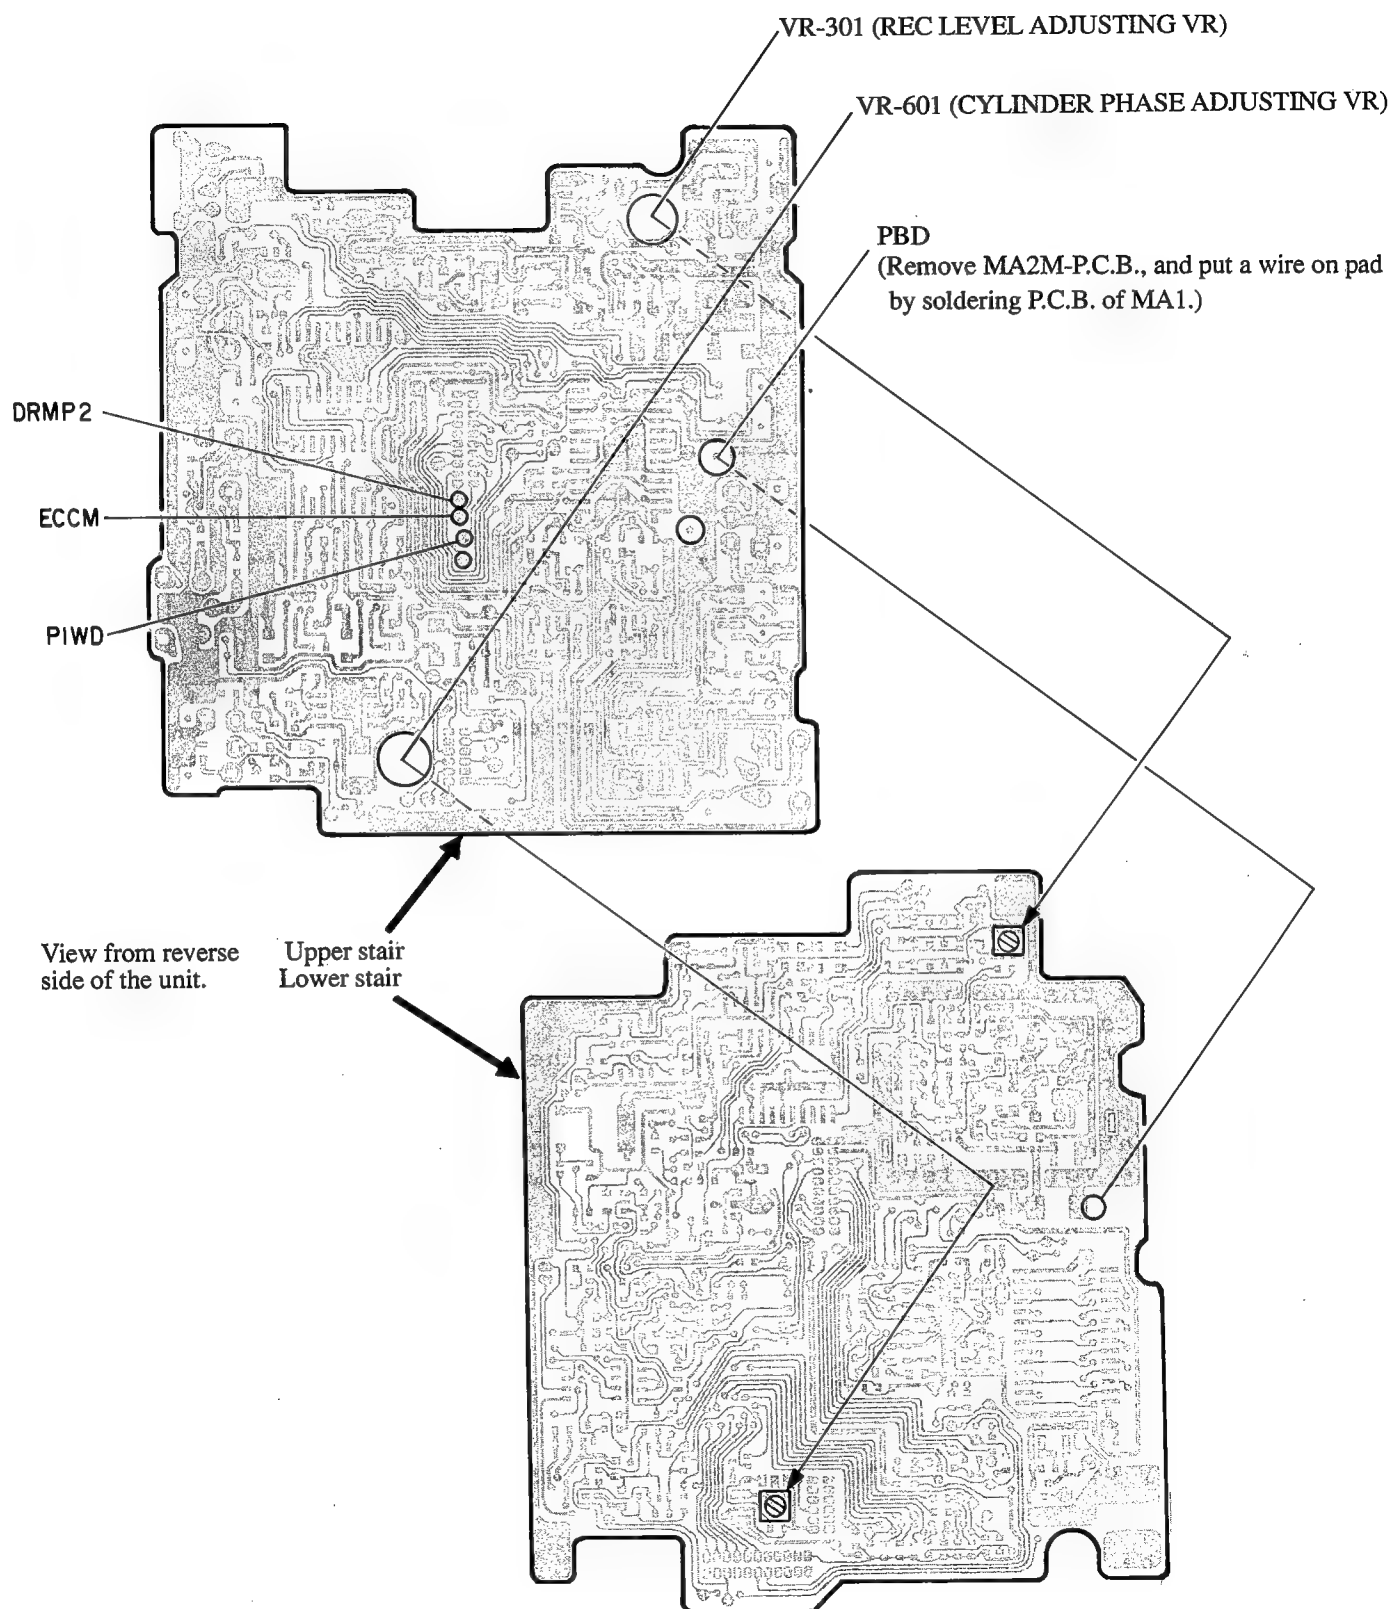 VR-301 (REC LEVEL ADJUSTING VR)
VR-601 (CYLINDER PHASE ADJUSTING VR)
PBD
(Remove MA2M-P.C.B., and put a wire on pad
by soldering P.C.B. of MA1.)
DRMP2
ECCM
PIWD
View from reverse
side of the unit.
Upper stair
Lower stair